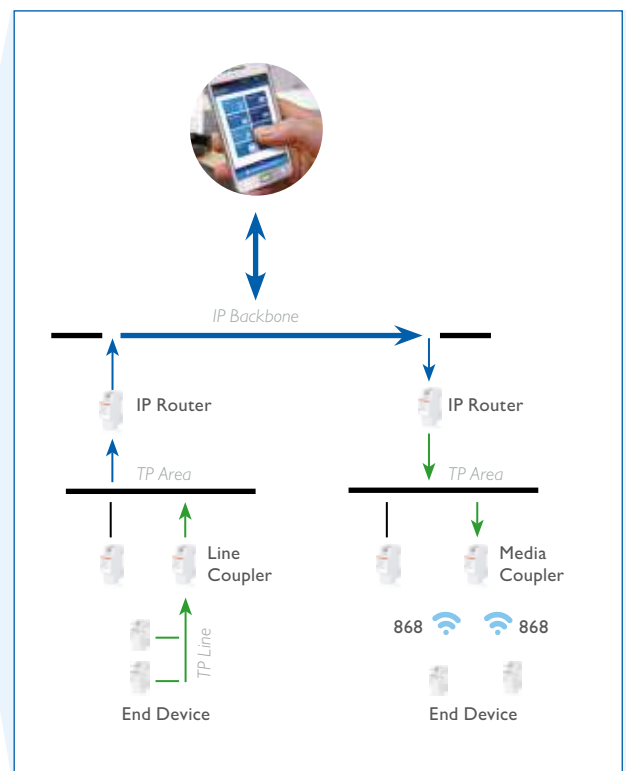 IP Backbone
IP Router
IP Router
TP Area
TP Area
Line
Coupler
Media
Coupler
868
868
TP Line
End Device
End Device